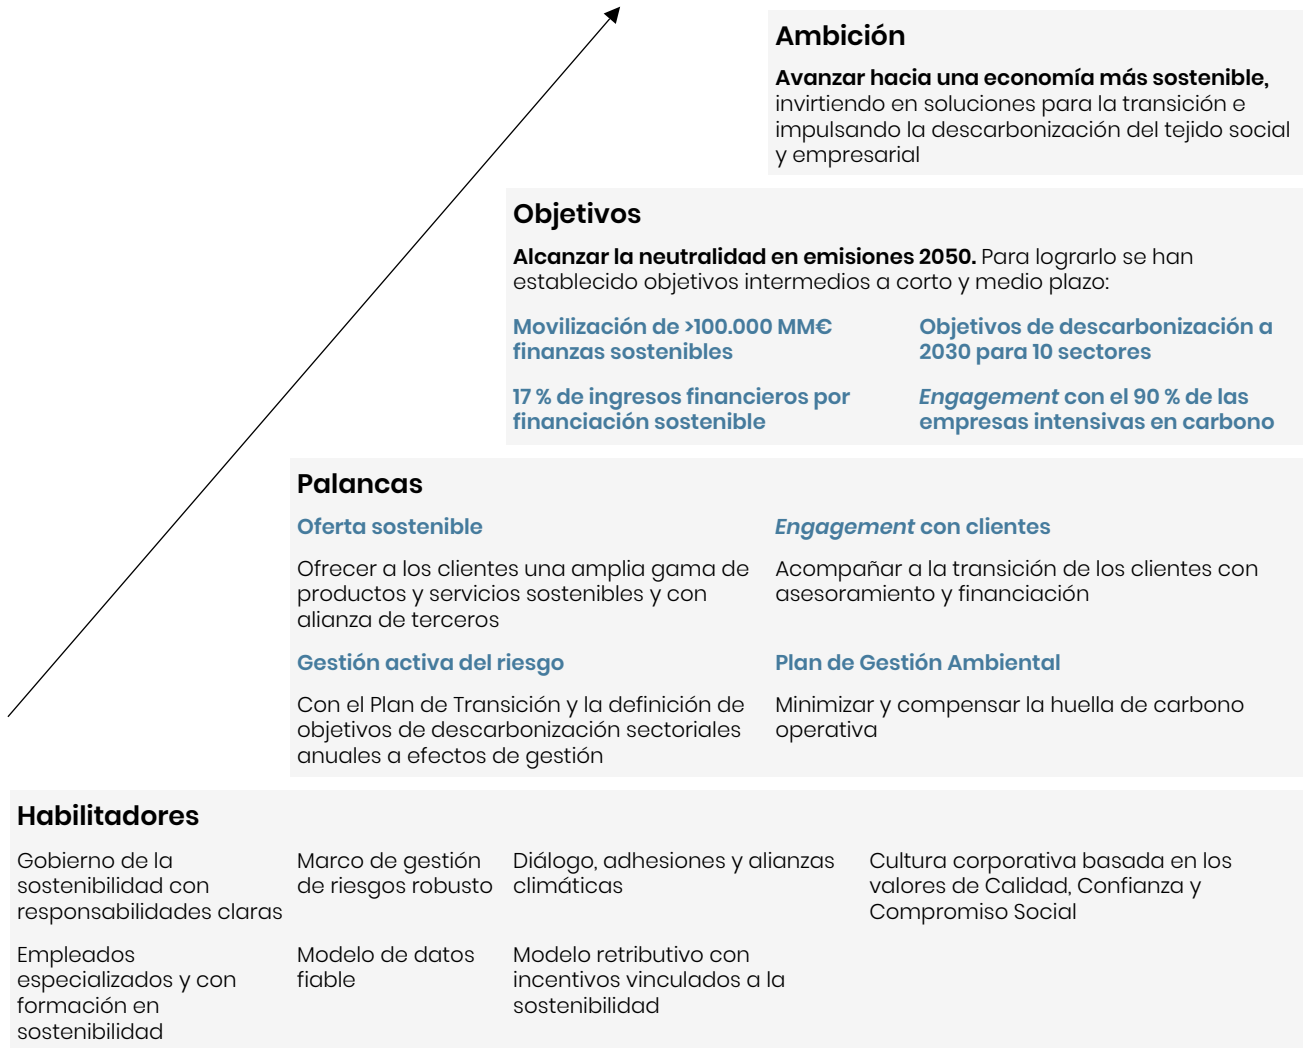 Ambición
Avanzar hacia una economía más sostenible,
invirtiendo en soluciones para la transición e
impulsando la descarbonización del tejido social
y empresarial
Objetivos
Alcanzar la neutralidad en emisiones 2050. Para lograrlo se han
establecido objetivos intermedios a corto y medio plazo:
Movilización de >100.000 MM€
finanzas sostenibles
Objetivos de descarbonización a
2030 para 10 sectores
17 % de ingresos financieros por
financiación sostenible
Engagement con el 90 % de las
empresas intensivas en carbono
Palancas
Oferta sostenible
Ofrecer a los clientes una amplia gama de
productos y servicios sostenibles y con
alianza de terceros
Engagement con clientes
Acompañar a la transición de los clientes con
asesoramiento y financiación
Gestión activa del riesgo
Con el Plan de Transición y la definición de
objetivos de descarbonización sectoriales
anuales a efectos de gestión
Plan de Gestión Ambiental
Minimizar y compensar la huella de carbono
operativa
Habilitadores
Gobierno de la
sostenibilidad con
responsabilidades claras
Marco de gestión
de riesgos robusto
Diálogo, adhesiones y alianzas
climáticas
Cultura corporativa basada en los
valores de Calidad, Confianza y
Compromiso Social
Empleados
especializados y con
formación en
sostenibilidad
Modelo de datos
fiable
Modelo retributivo con
incentivos vinculados a la
sostenibilidad